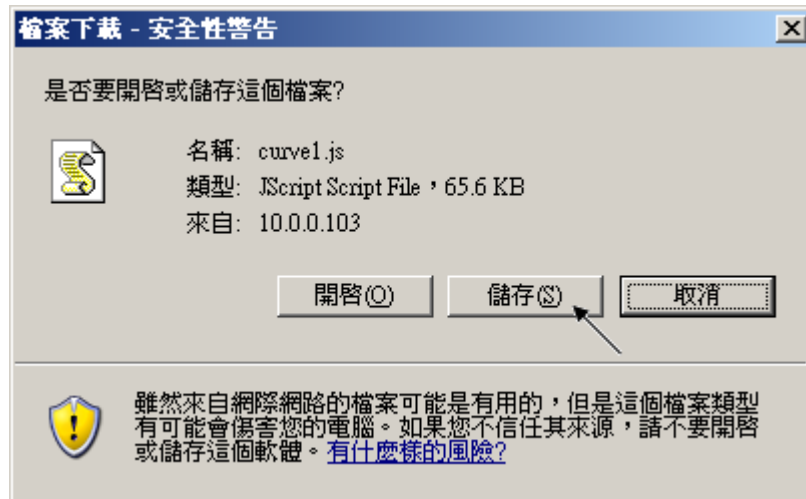 檔案下載 - 安全性警告
是否要開啓或儲存這個檔案?
名稱: curve1.js
類型: JScript Script File，65.6 KB
來自: 10.0.0.103
開啓(O) 儲存(S) 取消
雖然來自網際網路的檔案可能是有用的，但是這個檔案類型
有可能會傷害您的電腦。如果您不信任其來源，請不要開啓
或儲存這個軟體。有什麼樣的風險?